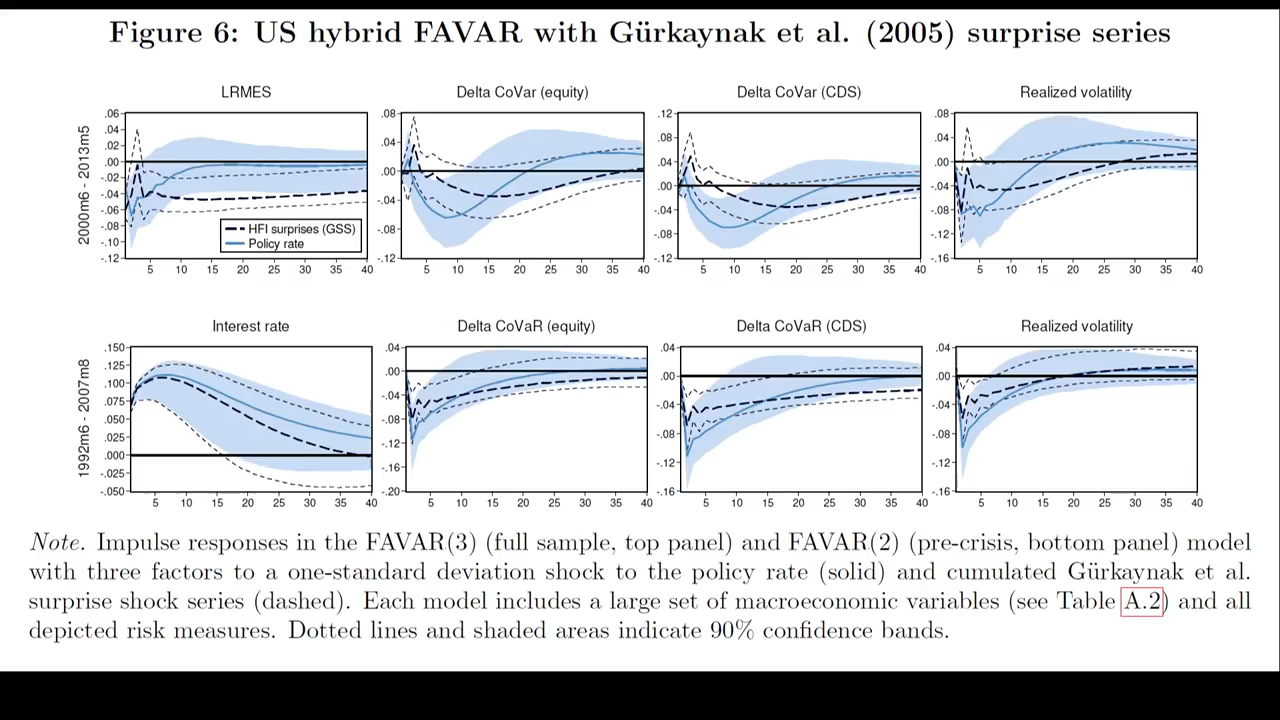 Figure 6: US hybrid FAVAR with Gürkaynak et al. (2005) surprise series
LRMES
Delta CoVar (equity)
Delta CoVar (CDS)
Realized volatility
2000m6 - 2013m5
.06
.04
.02
.00
-.02
-.04
-.06
-.08
-.10
-.12
HFI surprises (GSS)
Policy rate
5 10 15 20 25 30 35 40
.08
.04
.00
-.04
-.08
-.12
5 10 15 20 25 30 35 40
.12
.08
.04
.00
-.04
-.08
-.12
5 10 15 20 25 30 35 40
.08
.04
.00
-.04
-.08
-.12
-.16
5 10 15 20 25 30 35 40
Interest rate
Delta CoVaR (equity)
Delta CoVaR (CDS)
Realized volatility
1992m6 - 2007m8
.150
.125
.100
.075
.050
.025
.000
-.025
-.050
5 10 15 20 25 30 35 40
.04
.00
-.04
-.08
-.12
-.16
-.20
5 10 15 20 25 30 35 40
.04
.00
-.04
-.08
-.12
-.16
5 10 15 20 25 30 35 40
.04
.00
-.04
-.08
-.12
-.16
5 10 15 20 25 30 35 40
Note. Impulse responses in the FAVAR(3) (full sample, top panel) and FAVAR(2) (pre-crisis, bottom panel) model
with three factors to a one-standard deviation shock to the policy rate (solid) and cumulated Gürkaynak et al.
surprise shock series (dashed). Each model includes a large set of macroeconomic variables (see Table A.2) and all
depicted risk measures. Dotted lines and shaded areas indicate 90% confidence bands.